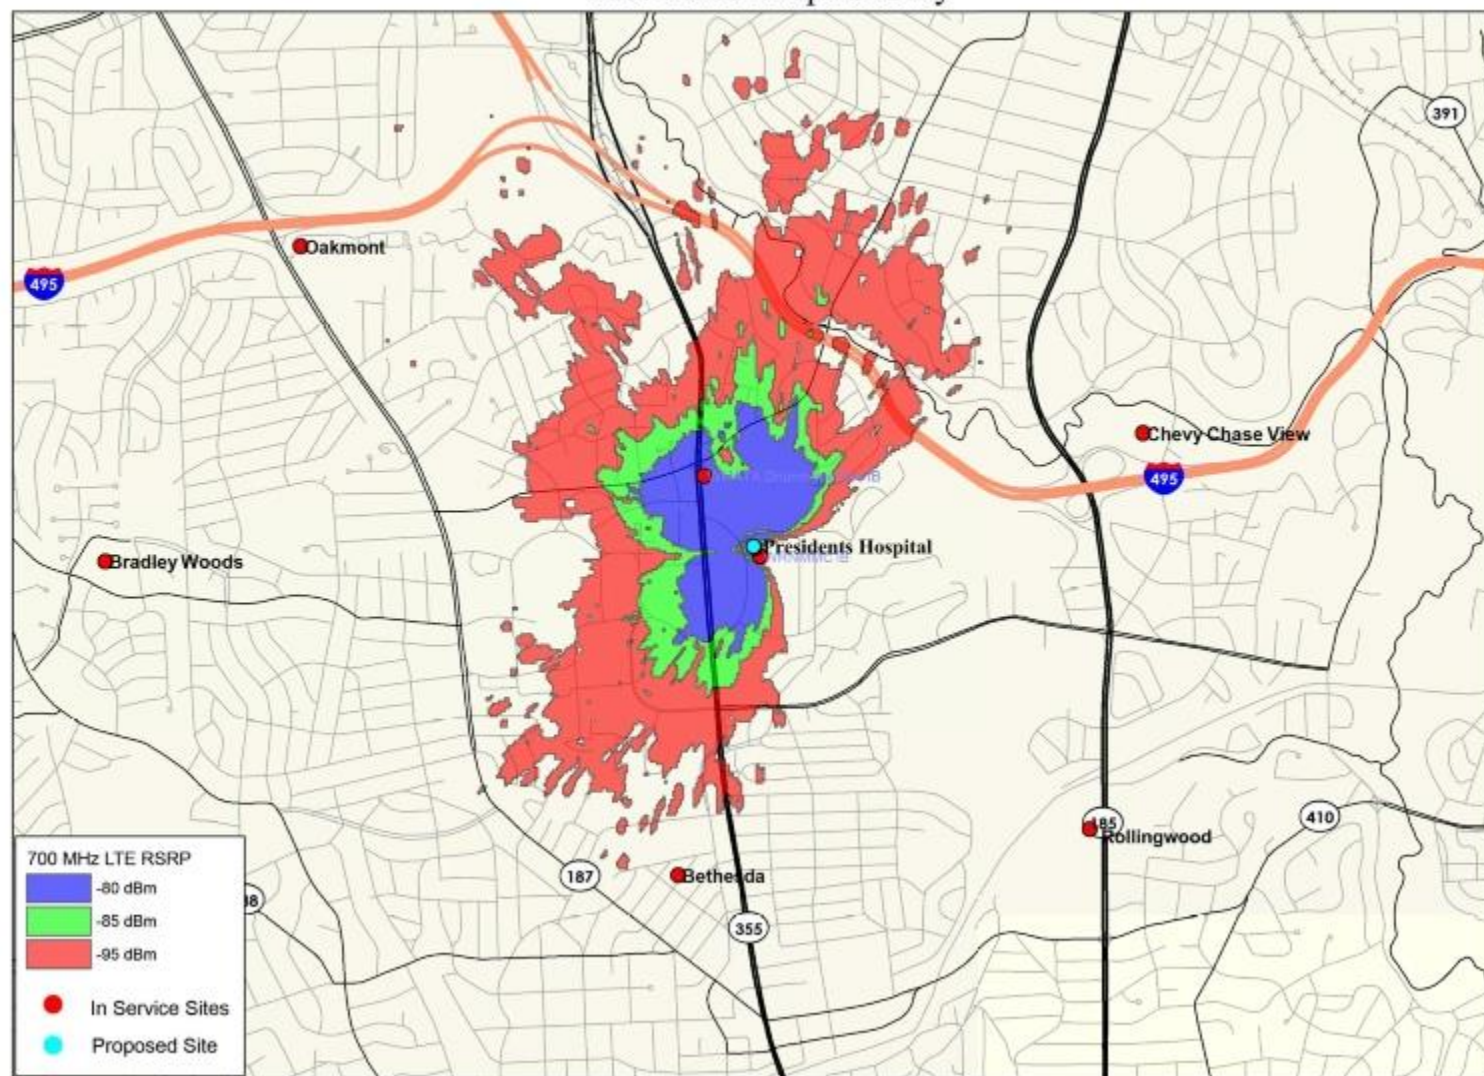 391
Oakmont
495
Chevy Chase View
495
Presidents Hospital
Bradley Woods
185
Rollingwood
410
187
Bethesda
355
700 MHz LTE RSRP
-80 dBm
-85 dBm
-95 dBm
In Service Sites
Proposed Site